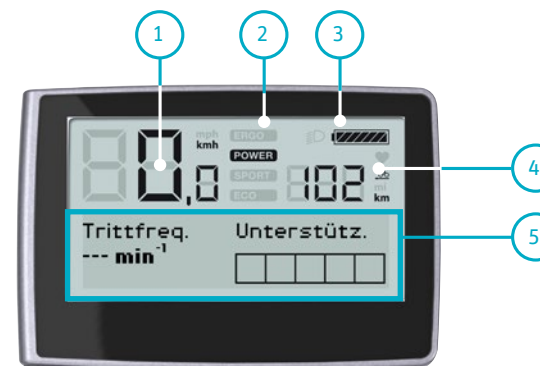 1 2 3
mph
kmh
ERGO
POWER
SPORT
ECO
0,0
102
mi
km
4
Trittfreq. Unterstütz.
--- min⁻¹
5